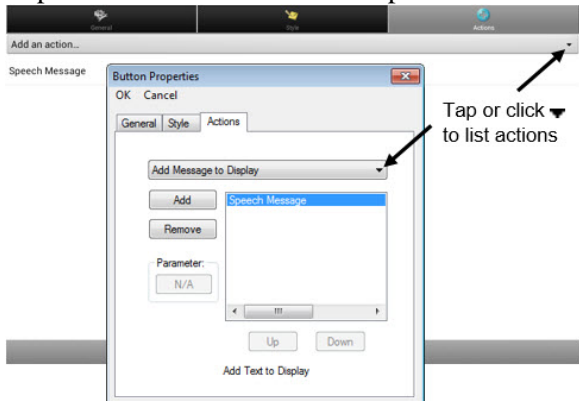 General
Style
Actions
Add an action...
Speech Message
Button Properties
OK Cancel
General Style Actions
Tap or click
to list actions
Add Message to Display
Add
Speech Message
Remove
Parameter:
N/A
Up Down
Add Text to Display